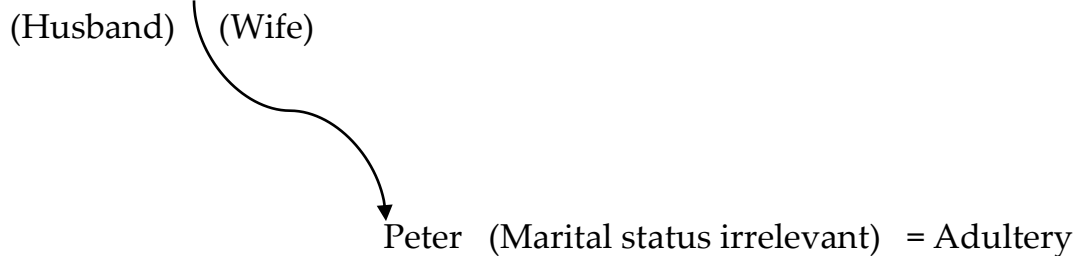 (Husband) (Wife)
Peter (Marital status irrelevant) = Adultery